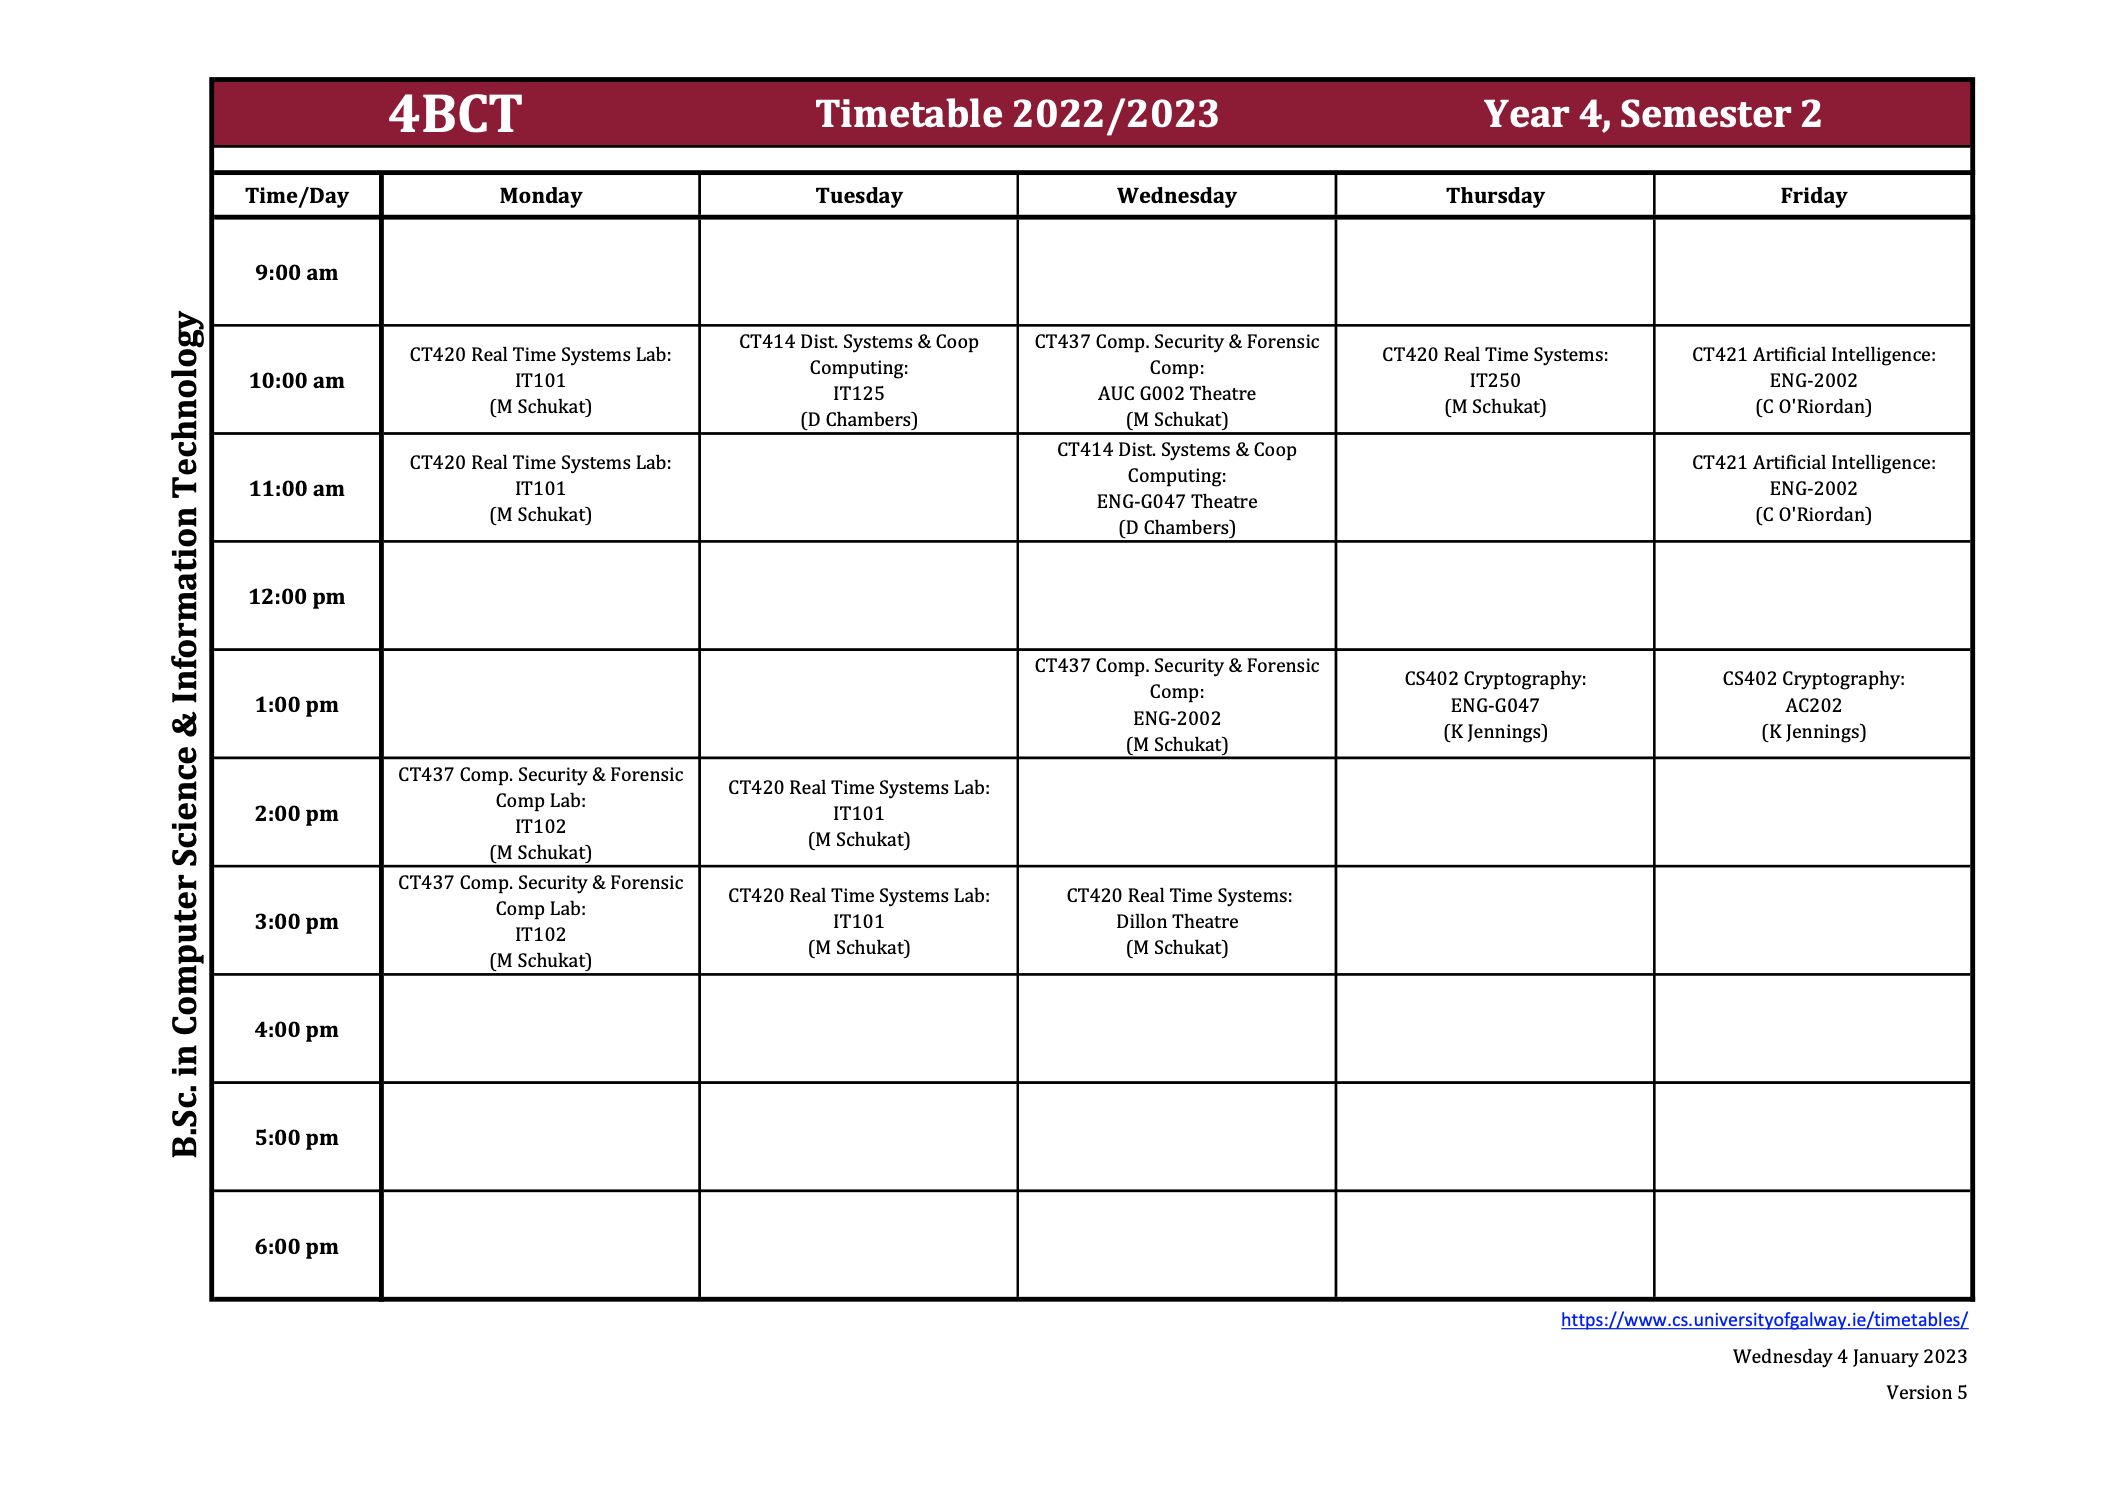 4BCT Timetable 2022/2023 Year 4, Semester 2
B.Sc. in Computer Science & Information Technology
Time/Day Monday Tuesday Wednesday Thursday Friday
9:00 am
10:00 am
CT420 Real Time Systems Lab:
IT101
(M Schukat)
CT414 Dist. Systems & Coop
Computing:
IT125
(D Chambers)
CT437 Comp. Security & Forensic
Comp:
AUC G002 Theatre
(M Schukat)
CT420 Real Time Systems:
IT250
(M Schukat)
CT421 Artificial Intelligence:
ENG-2002
(C O'Riordan)
11:00 am
CT420 Real Time Systems Lab:
IT101
(M Schukat)
CT414 Dist. Systems & Coop
Computing:
ENG-G047 Theatre
(D Chambers)
CT421 Artificial Intelligence:
ENG-2002
(C O'Riordan)
12:00 pm
1:00 pm
CT437 Comp. Security & Forensic
Comp:
ENG-2002
(M Schukat)
CS402 Cryptography:
ENG-G047
(K Jennings)
CS402 Cryptography:
AC202
(K Jennings)
2:00 pm
CT437 Comp. Security & Forensic
Comp Lab:
IT102
(M Schukat)
CT420 Real Time Systems Lab:
IT101
(M Schukat)
3:00 pm
CT437 Comp. Security & Forensic
Comp Lab:
IT102
(M Schukat)
CT420 Real Time Systems Lab:
IT101
(M Schukat)
CT420 Real Time Systems:
Dillon Theatre
(M Schukat)
4:00 pm
5:00 pm
6:00 pm
https://www.cs.universityofgalway.ie/timetables/
Wednesday 4 January 2023
Version 5